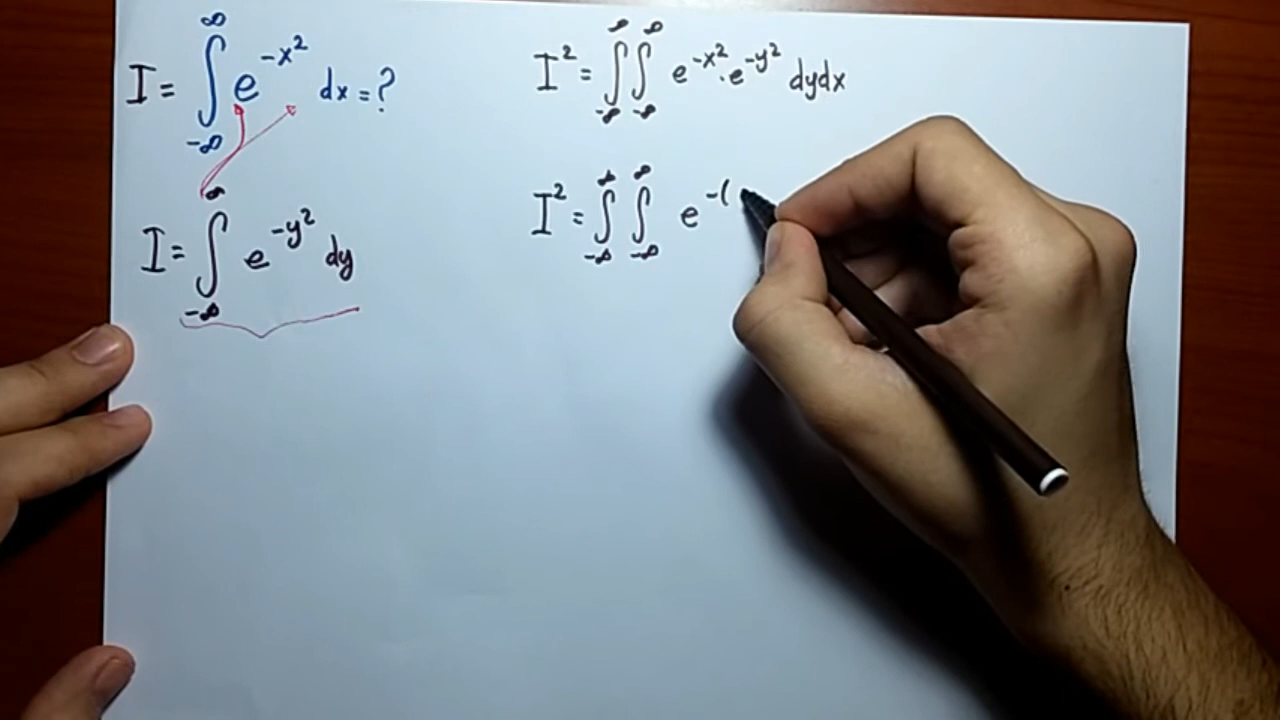 I = ∫_{-∞}^{∞} e^{-x²} dx = ?
I = ∫_{-∞}^{∞} e^{-y²} dy
I² = ∫_{-∞}^{∞} ∫_{-∞}^{∞} e^{-x²} · e^{-y²} dydx
I² = ∫_{-∞}^{∞} ∫_{-∞}^{∞} e^{-(